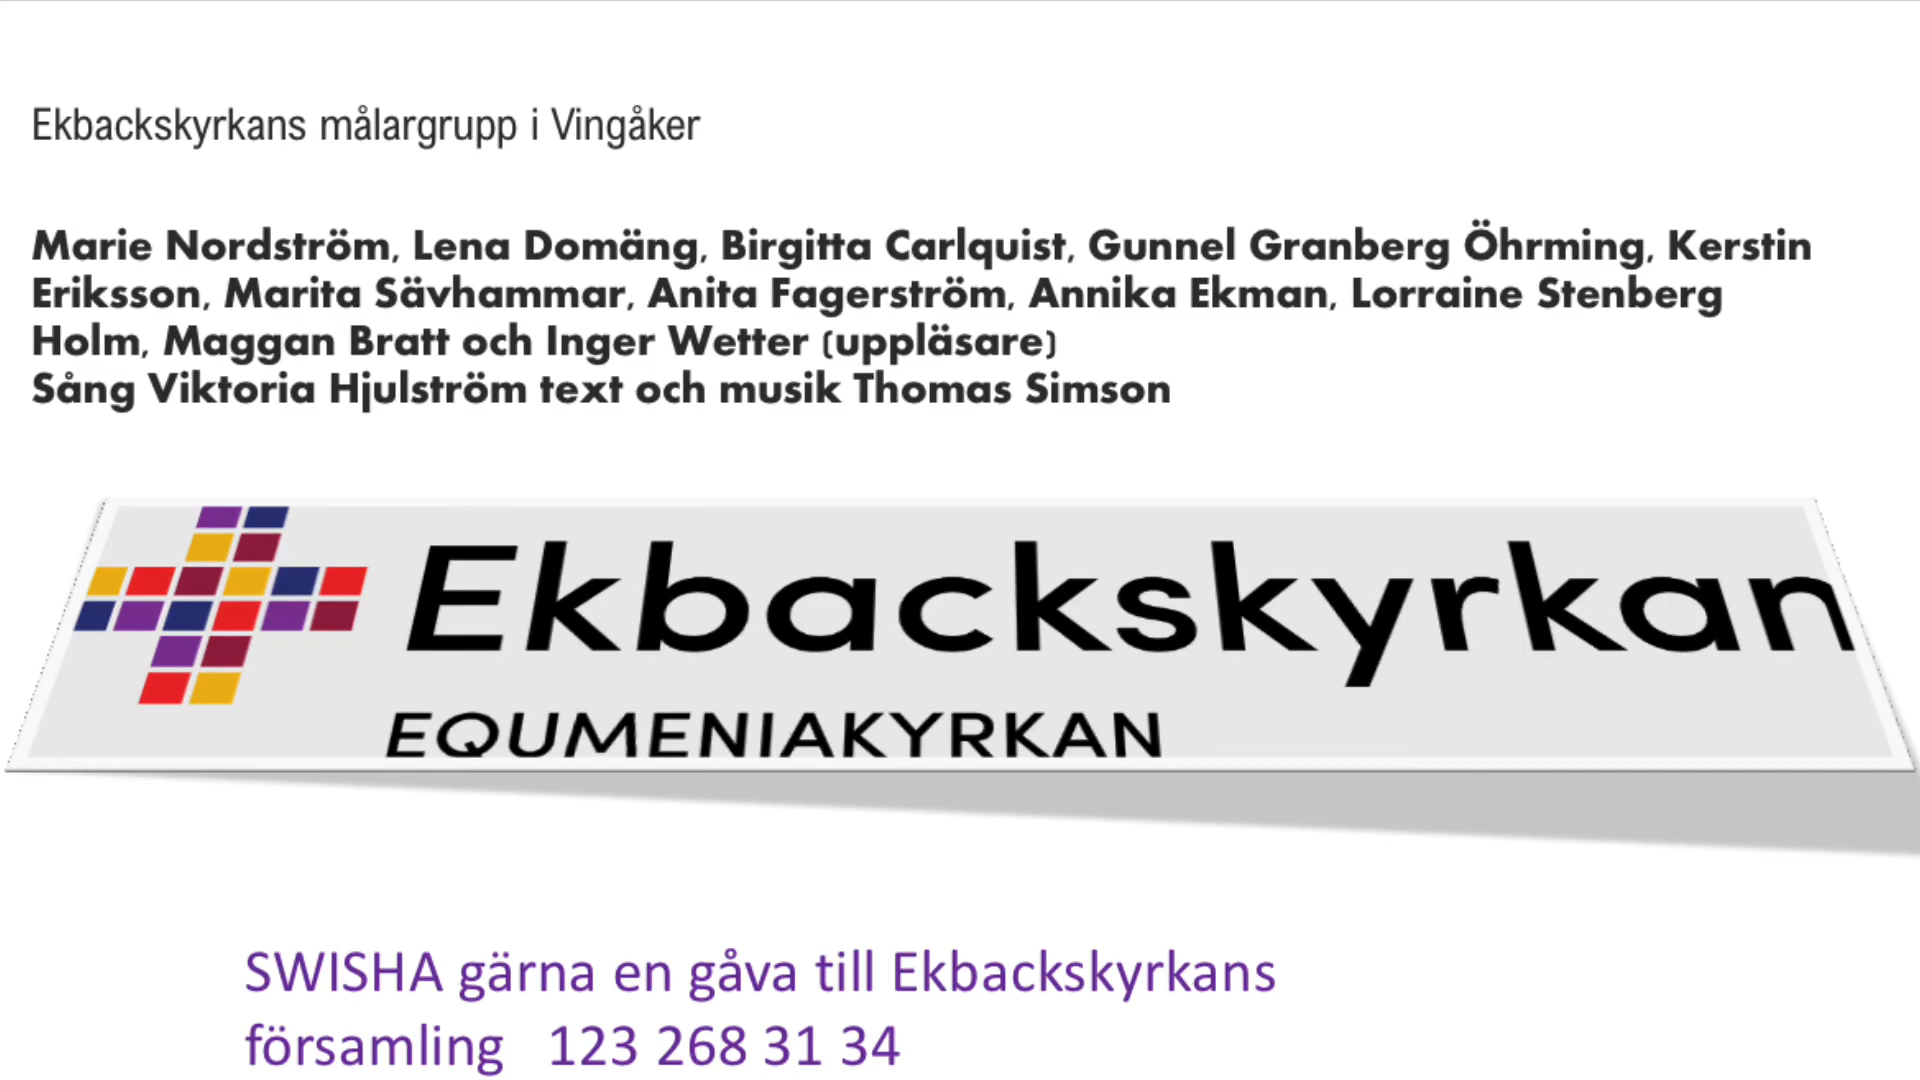 Ekbackskyrkans målargrupp i Vingåker
Marie Nordström, Lena Domäng, Birgitta Carlquist, Gunnel Granberg Öhrming, Kerstin
Eriksson, Marita Sävhammar, Anita Fagerström, Annika Ekman, Lorraine Stenberg
Holm, Maggan Bratt och Inger Wetter (uppläsare)
Sång Viktoria Hjulström text och musik Thomas Simson
Ekbackskyrkan
EQUMENIAKYRKAN
SWISHA gärna en gåva till Ekbackskyrkans
församling 123 268 31 34